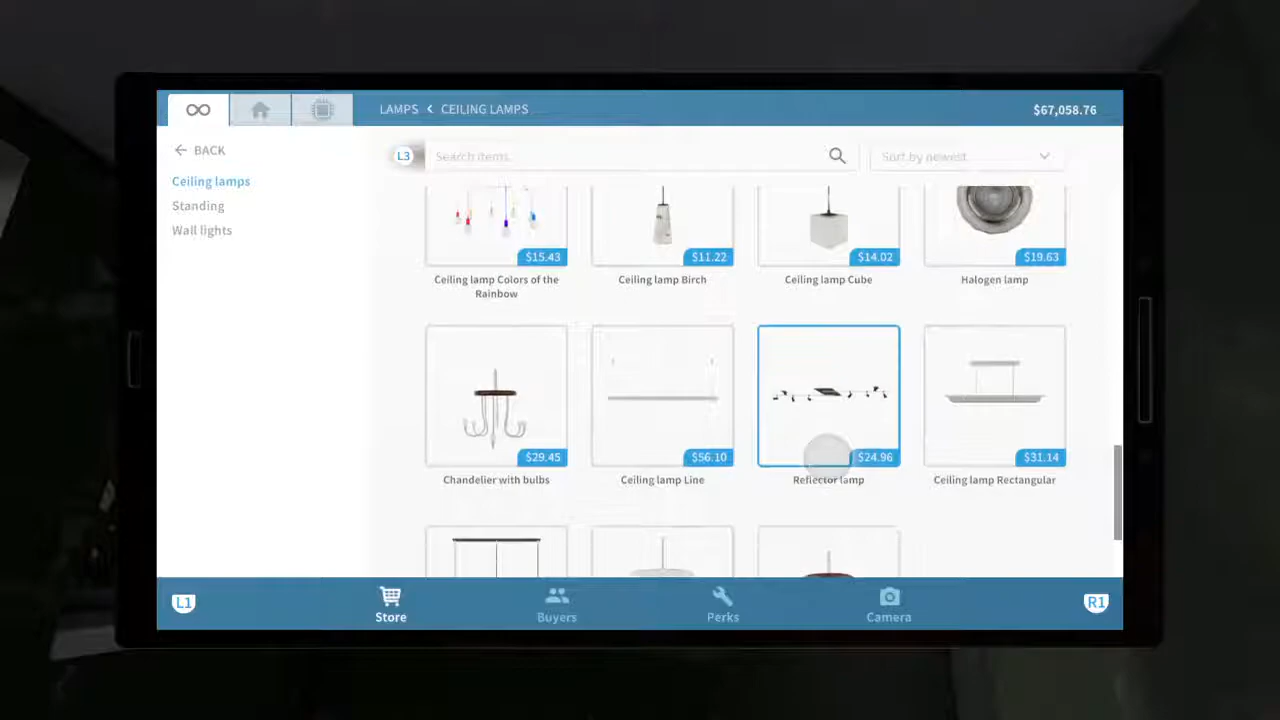 LAMPS < CEILING LAMPS
$67,058.76
BACK
L3
Search items
Sort by newest
Ceiling lamps
Standing
Wall lights
$15.43
$11.22
$14.02
$19.63
Ceiling lamp Colors of the
Rainbow
Ceiling lamp Birch
Ceiling lamp Cube
Halogen lamp
$29.45
$56.10
$24.96
$31.14
Chandelier with bulbs
Ceiling lamp Line
Reflector lamp
Ceiling lamp Rectangular
L1
Store
Buyers
Perks
Camera
R1